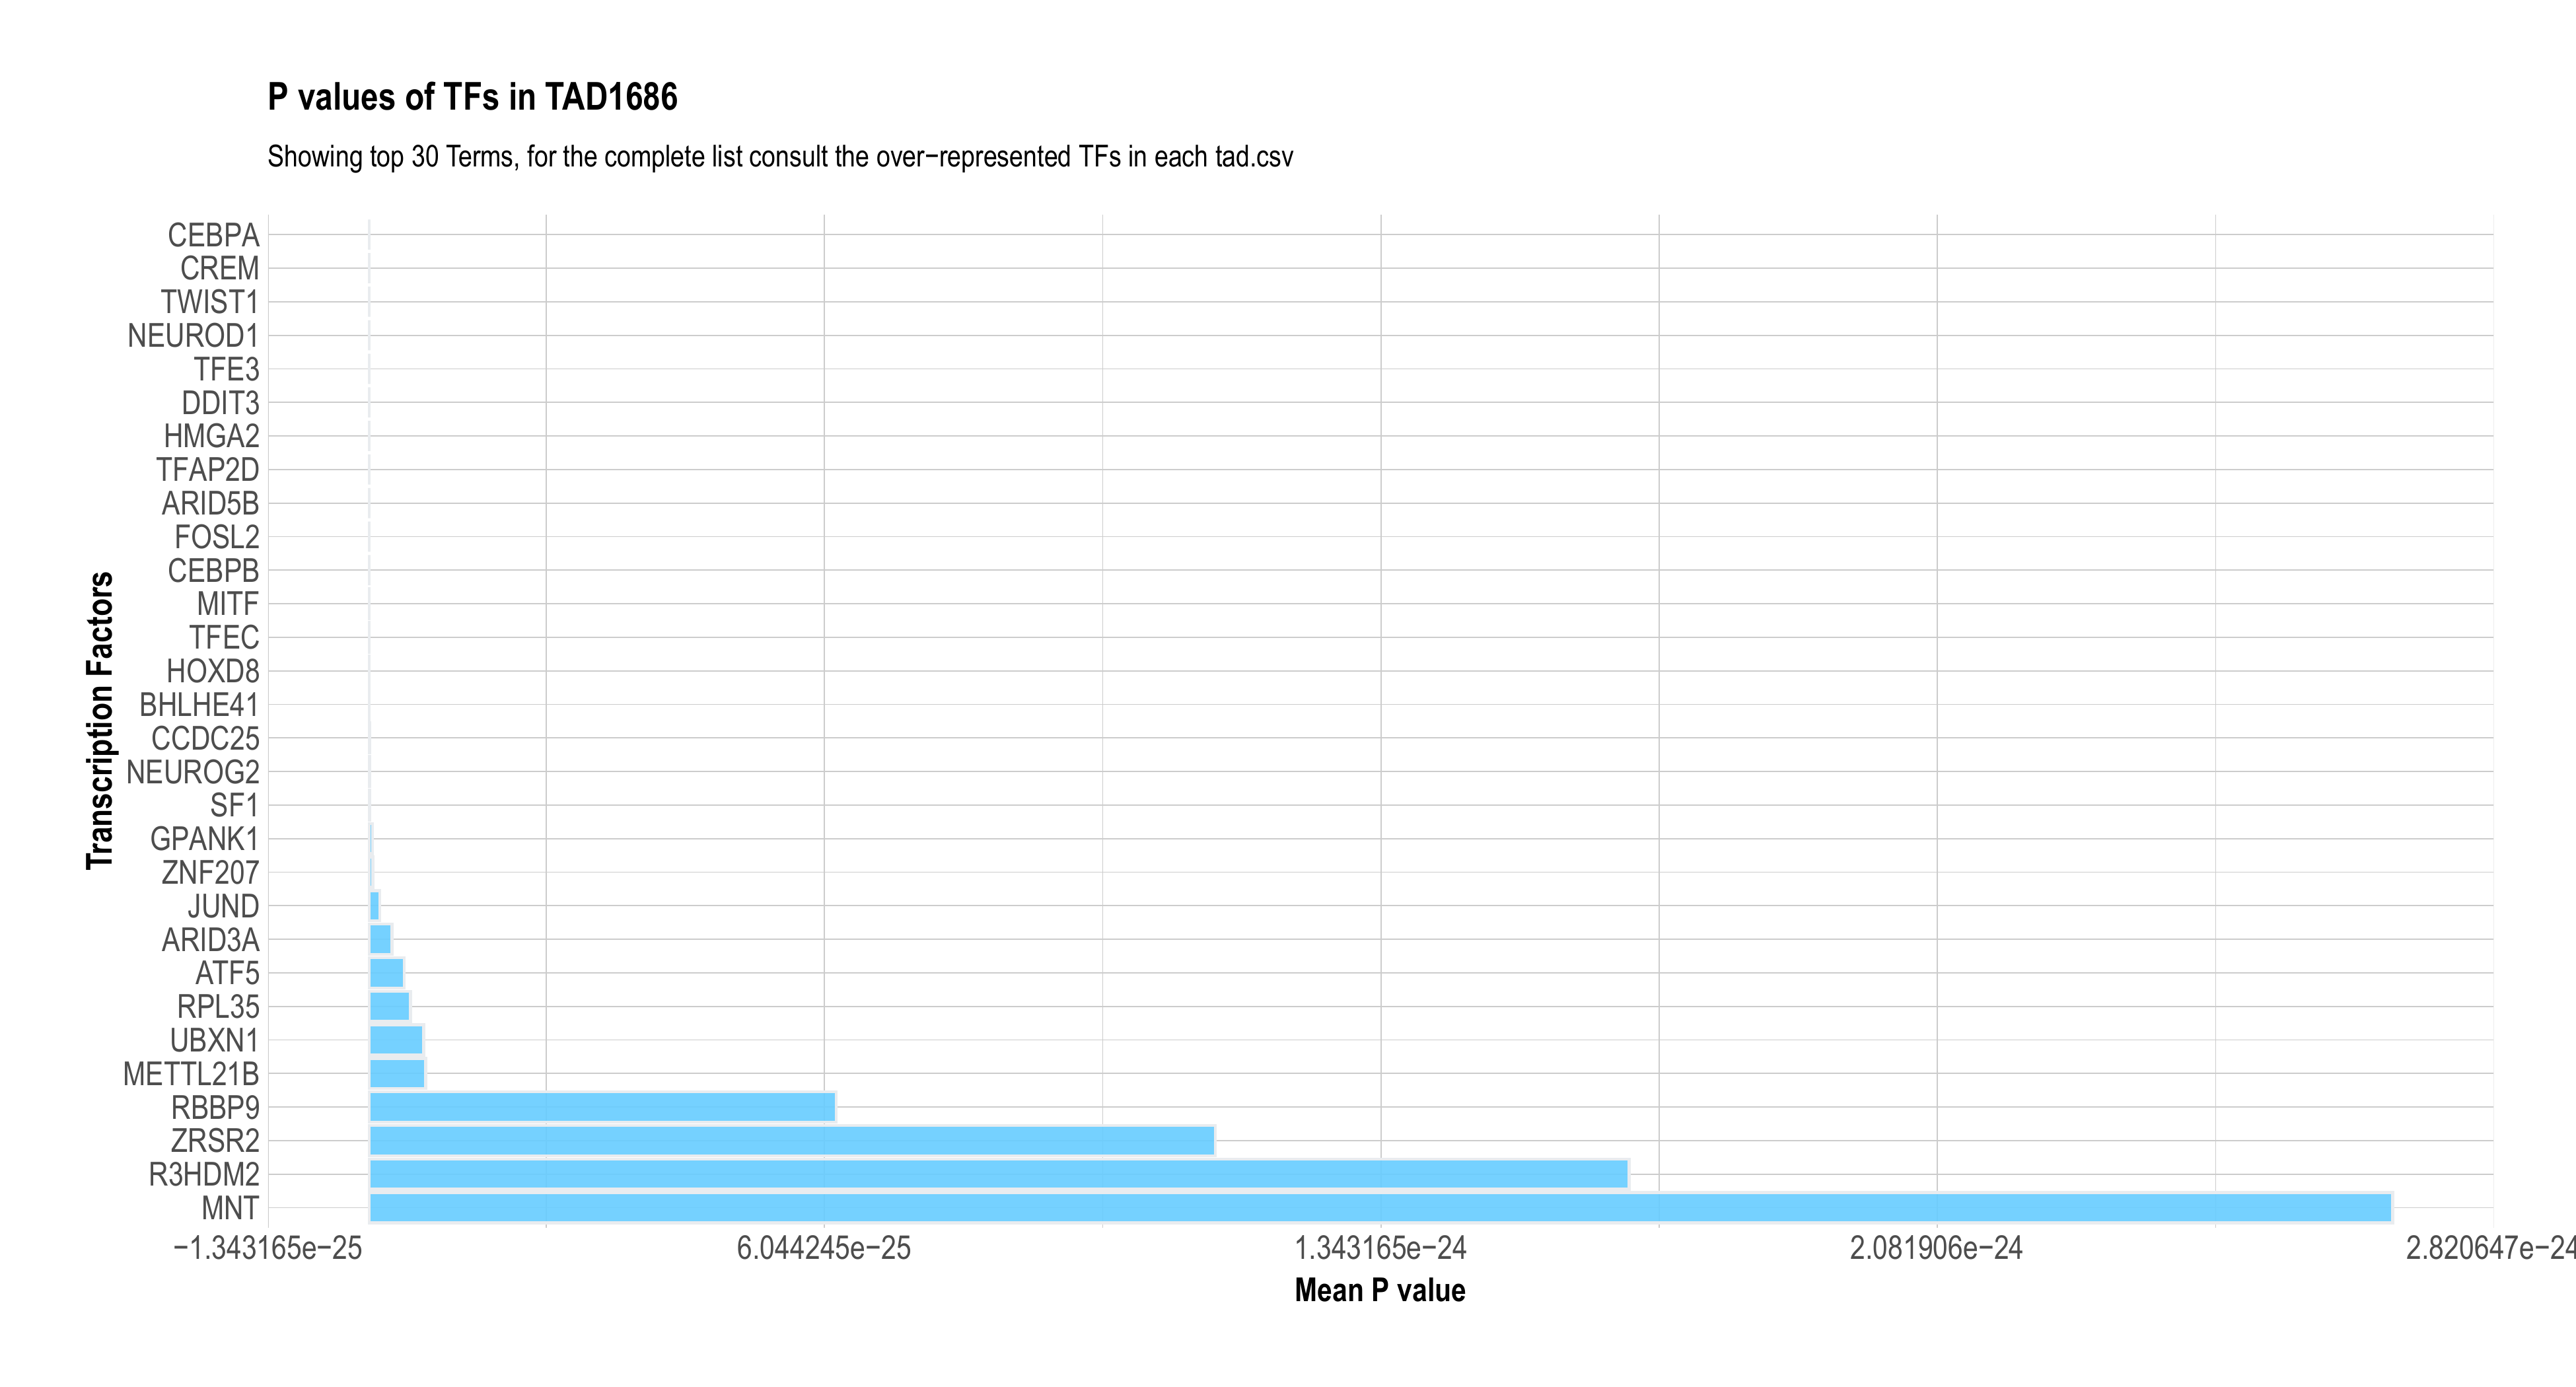 P values of TFs in TAD1686
Showing top 30 Terms, for the complete list consult the over−represented TFs in each tad.csv
Transcription Factors
CEBPA
CREM
TWIST1
NEUROD1
TFE3
DDIT3
HMGA2
TFAP2D
ARID5B
FOSL2
CEBPB
MITF
TFEC
HOXD8
BHLHE41
CCDC25
NEUROG2
SF1
GPANK1
ZNF207
JUND
ARID3A
ATF5
RPL35
UBXN1
METTL21B
RBBP9
ZRSR2
R3HDM2
MNT
−1.343165e−25 6.044245e−25 1.343165e−24 2.081906e−24 2.820647e−24
Mean P value